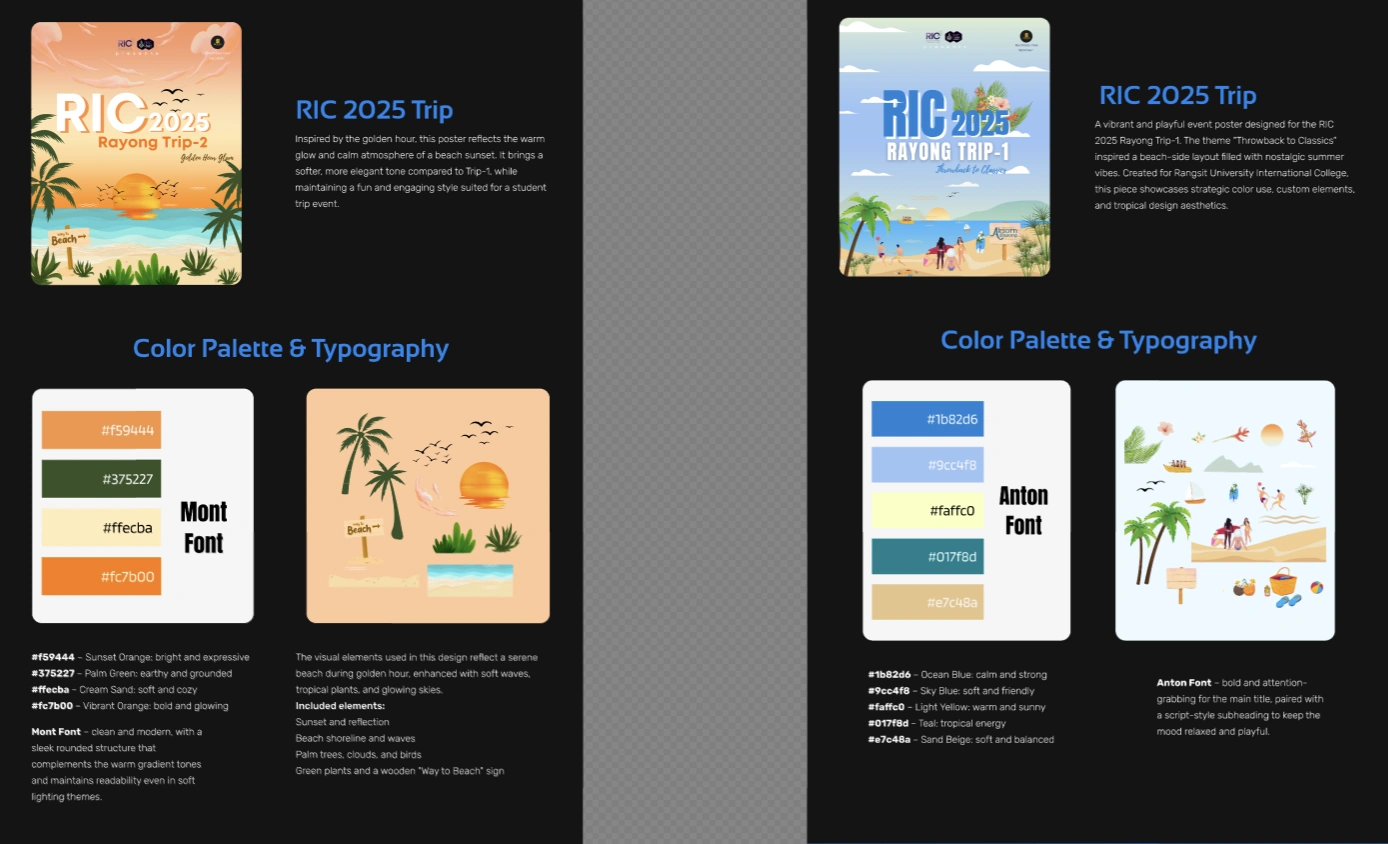 RIC
RIC
2025
Rayong Trip-2
Golden Hour Glow
Way to
Beach→
RIC 2025 Trip
Inspired by the golden hour, this poster reflects the warm
glow and calm atmosphere of a beach sunset. It brings a
softer, more elegant tone compared to Trip-1, while
maintaining a fun and engaging style suited for a student
trip event.
Color Palette & Typography
#f59444
#375227
#ffecba
#fc7b00
Mont
Font
Way to
Beach→
#f59444 – Sunset Orange: bright and expressive
#375227 – Palm Green: earthy and grounded
#ffecba – Cream Sand: soft and cozy
#fc7b00 – Vibrant Orange: bold and glowing
Mont Font – clean and modern, with a
sleek rounded structure that
complements the warm gradient tones
and maintains readability even in soft
lighting themes.
The visual elements used in this design reflect a serene
beach during golden hour, enhanced with soft waves,
tropical plants, and glowing skies.
Included elements:
Sunset and reflection
Beach shoreline and waves
Palm trees, clouds, and birds
Green plants and a wooden "Way to Beach" sign
RIC
RIC
2025
RAYONG TRIP-1
Throwback to Classics
RIC 2025 Trip
A vibrant and playful event poster designed for the RIC
2025 Rayong Trip-1. The theme "Throwback to Classics"
inspired a beach-side layout filled with nostalgic summer
vibes. Created for Rangsit University International College,
this piece showcases strategic color use, custom elements,
and tropical design aesthetics.
Color Palette & Typography
#1b82d6
#9cc4f8
#faffc0
#017f8d
#e7c48a
Anton
Font
#1b82d6 – Ocean Blue: calm and strong
#9cc4f8 – Sky Blue: soft and friendly
#faffc0 – Light Yellow: warm and sunny
#017f8d – Teal: tropical energy
#e7c48a – Sand Beige: soft and balanced
Anton Font – bold and attention-
grabbing for the main title, paired with
a script-style subheading to keep the
mood relaxed and playful.